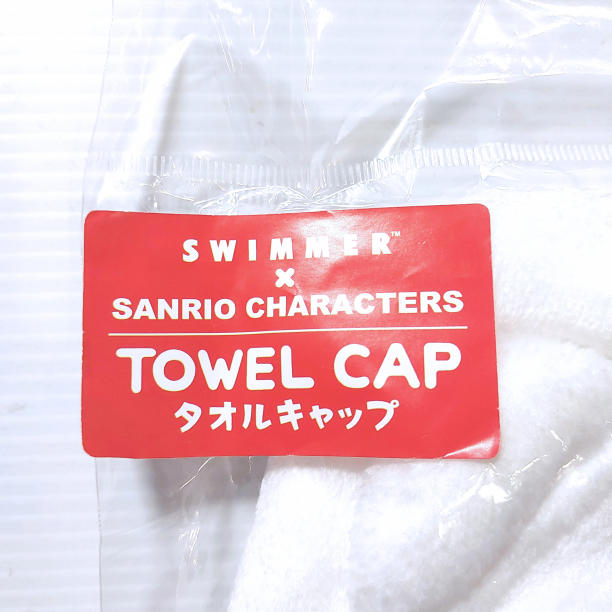 SWIMMER™
×
SANRIO CHARACTERS
TOWEL CAP
タオルキャップ